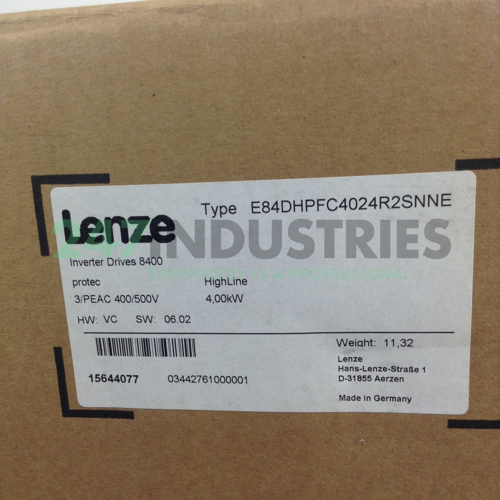 Lenze
Type E84DHPFC4024R2SNNE
INDUSTRIES
Inverter Drives 8400
protec HighLine
3/PEAC 400/500V 4,00kW
HW: VC SW: 06.02
Weight: 11,32
15644077 03442761000001
Lenze
Hans-Lenze-Straße 1
D-31855 Aerzen
Made in Germany